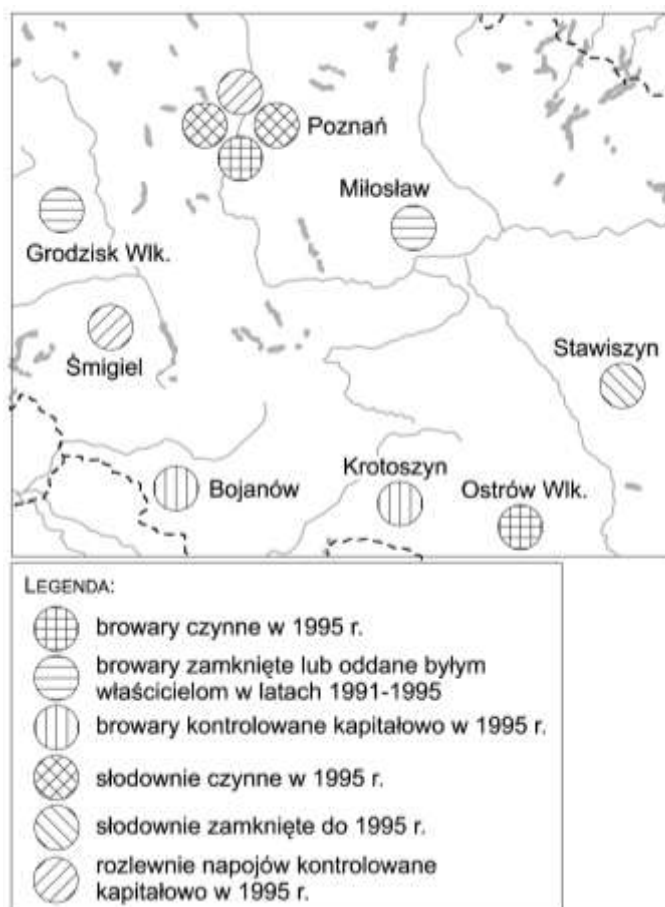 Poznań
Miłosław
Grodzisk Wlk.
Śmigiel
Stawiszyn
Krotoszyn
Bojanów
Ostrów Wlk.
LEGENDA:
browary czynne w 1995 r.
browary zamknięte lub oddane byłym
właścicielom w latach 1991-1995
browary kontrolowane kapitałowo w 1995 r.
słodownie czynne w 1995 r.
słodownie zamknięte do 1995 r.
rozlewnie napojów kontrolowane
kapitałowo w 1995 r.